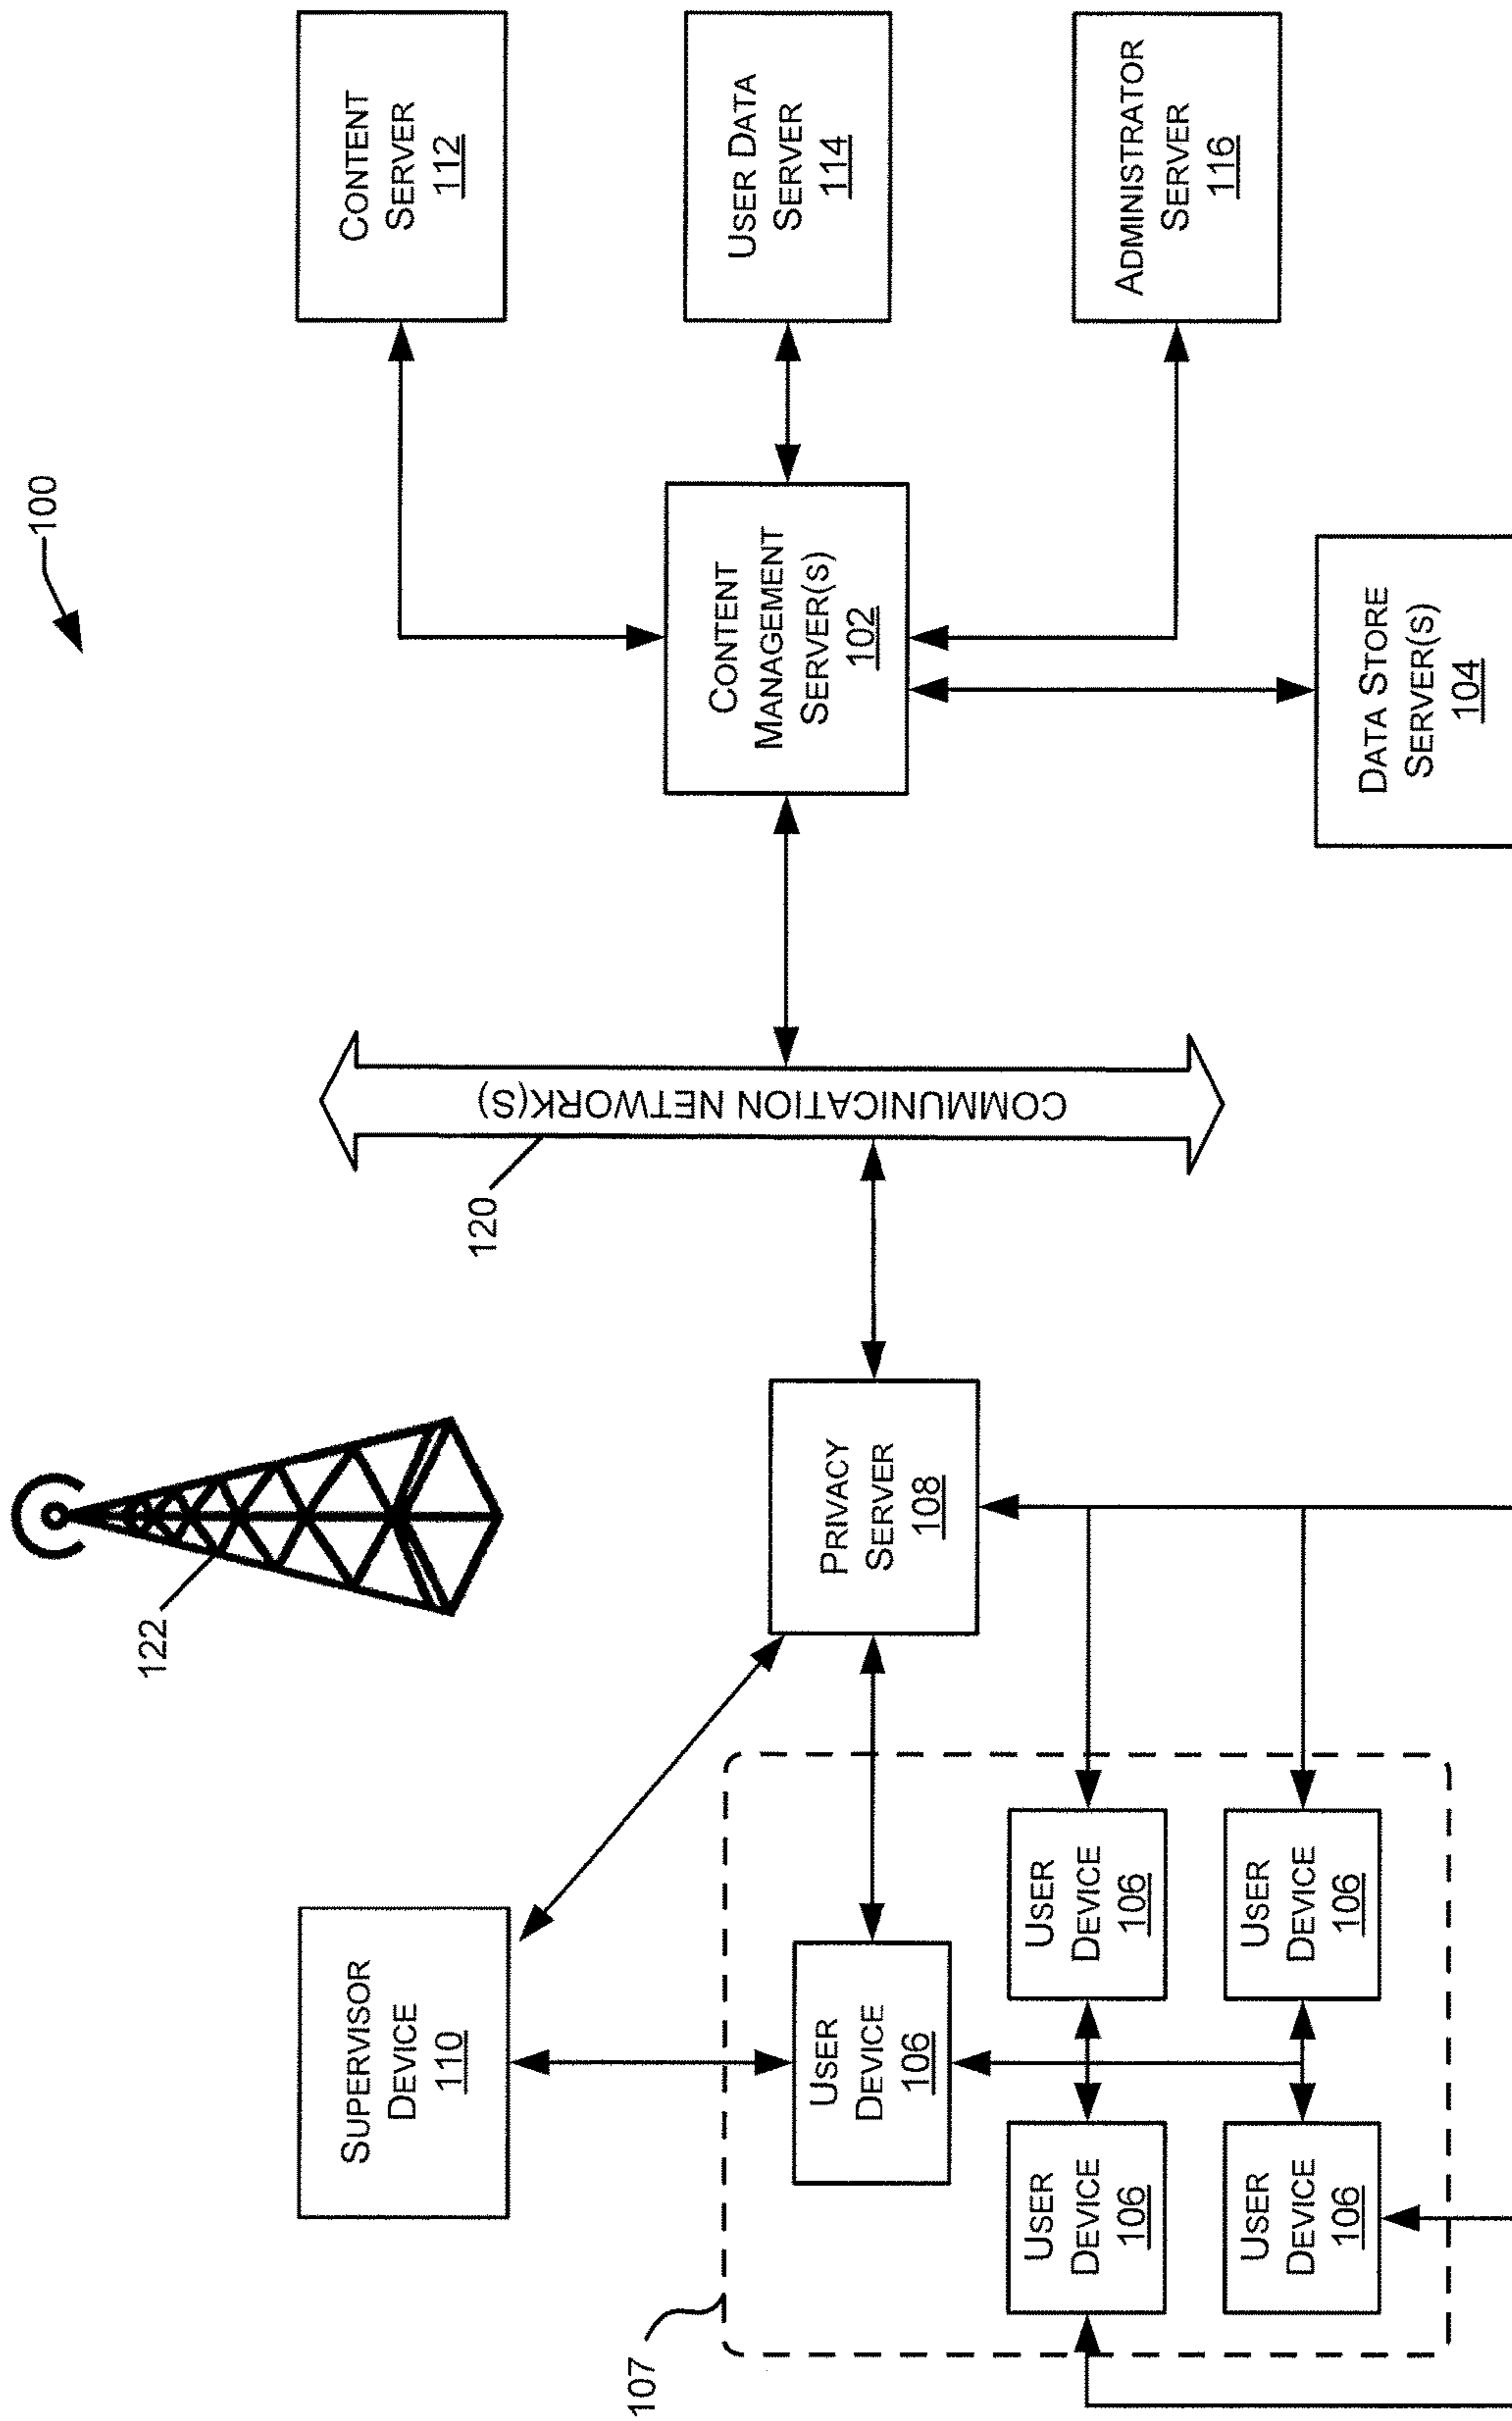 100
CONTENT
SERVER
112
USER DATA
SERVER
114
ADMINISTRATOR
SERVER
116
CONTENT
MANAGEMENT
SERVER(S)
102
DATA STORE
SERVER(S)
104
COMMUNICATION NETWORK(S)
120
122
PRIVACY
SERVER
108
SUPERVISOR
DEVICE
110
USER
DEVICE
106
USER
DEVICE
106
USER
DEVICE
106
USER
DEVICE
106
USER
DEVICE
106
107